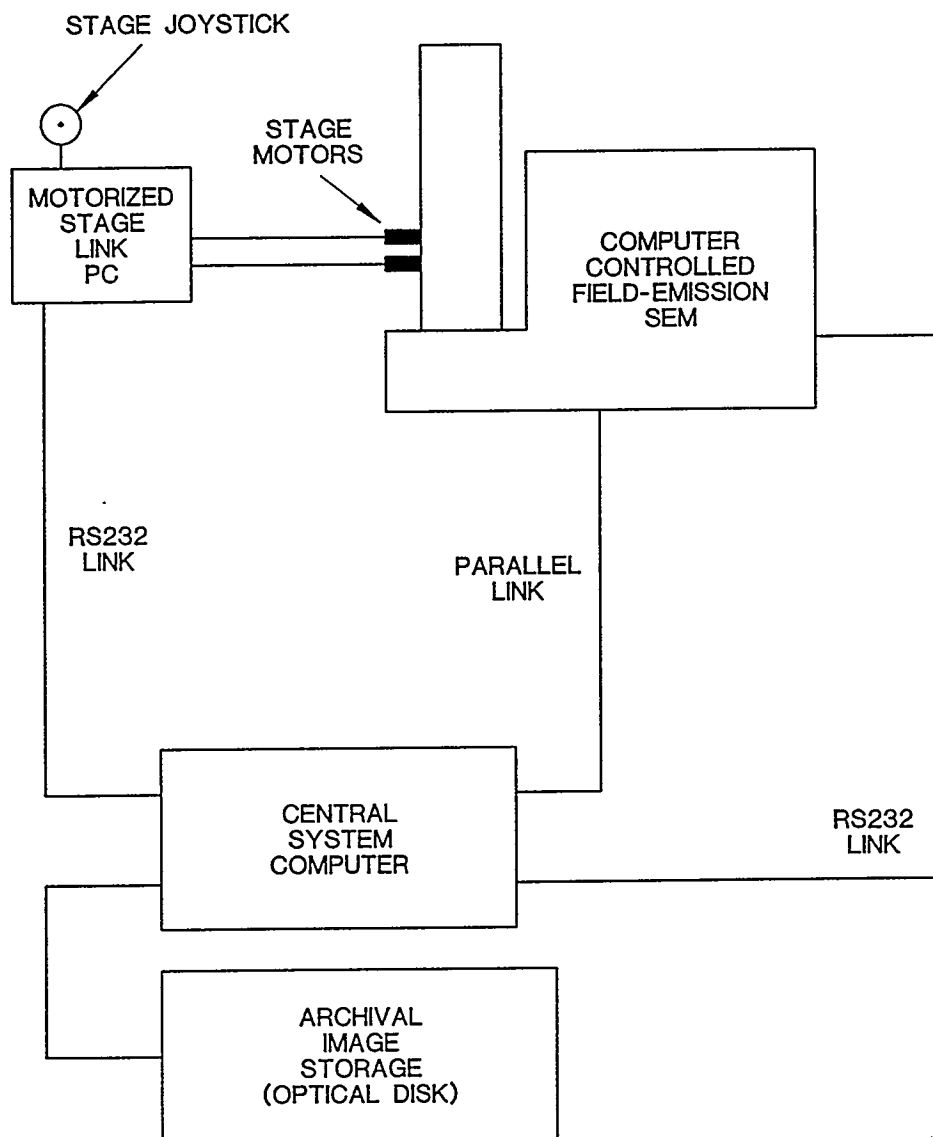 STAGE JOYSTICK
STAGE
MOTORS
MOTORIZED
STAGE
LINK
PC
COMPUTER
CONTROLLED
FIELD-EMISSION
SEM
RS232
LINK
PARALLEL
LINK
CENTRAL
SYSTEM
COMPUTER
RS232
LINK
ARCHIVAL
IMAGE
STORAGE
(OPTICAL DISK)